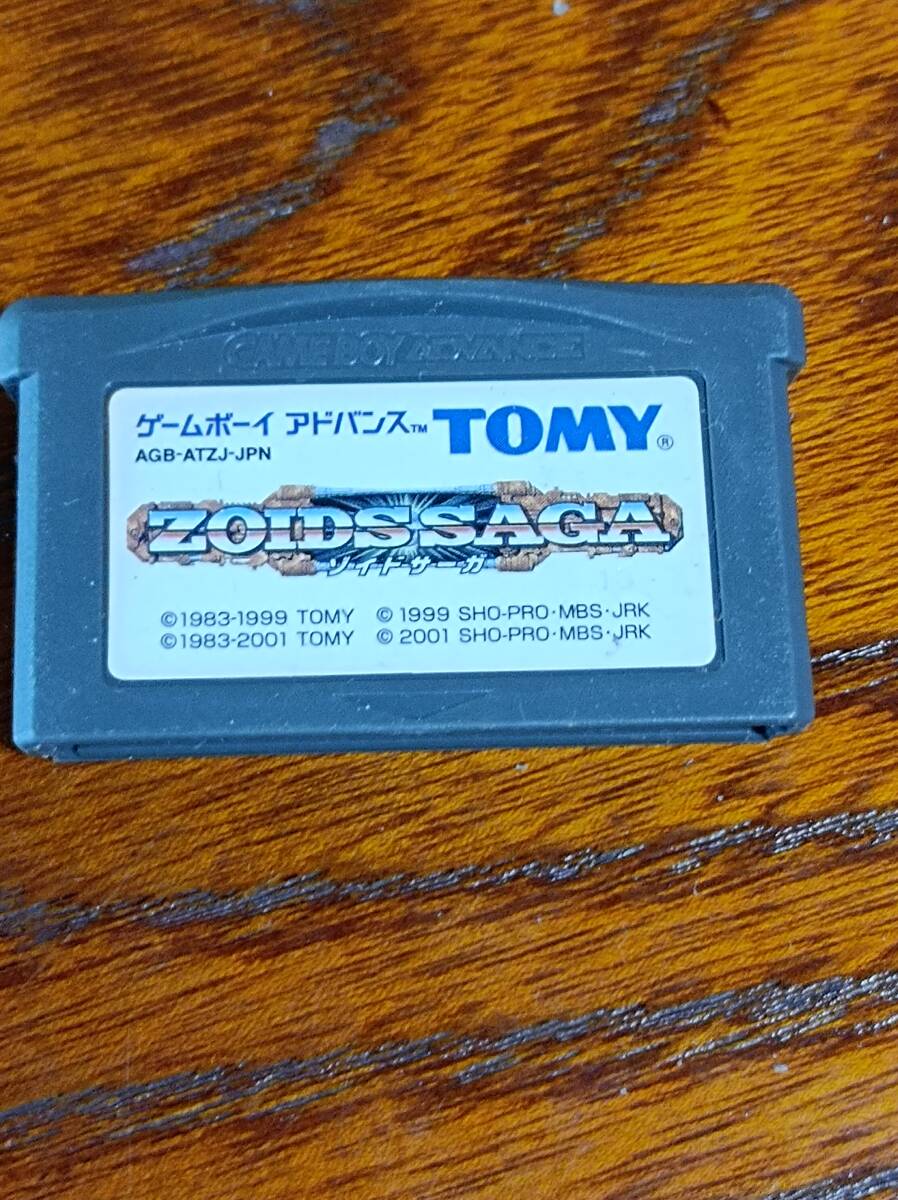 GAME BOY ADVANCE
ゲームボーイ アドバンス™ TOMY®
AGB-ATZJ-JPN
ZOIDS SAGA
ゾイドサーガ
©1983-1999 TOMY ©1999 SHO-PRO・MBS・JRK
©1983-2001 TOMY ©2001 SHO-PRO・MBS・JRK